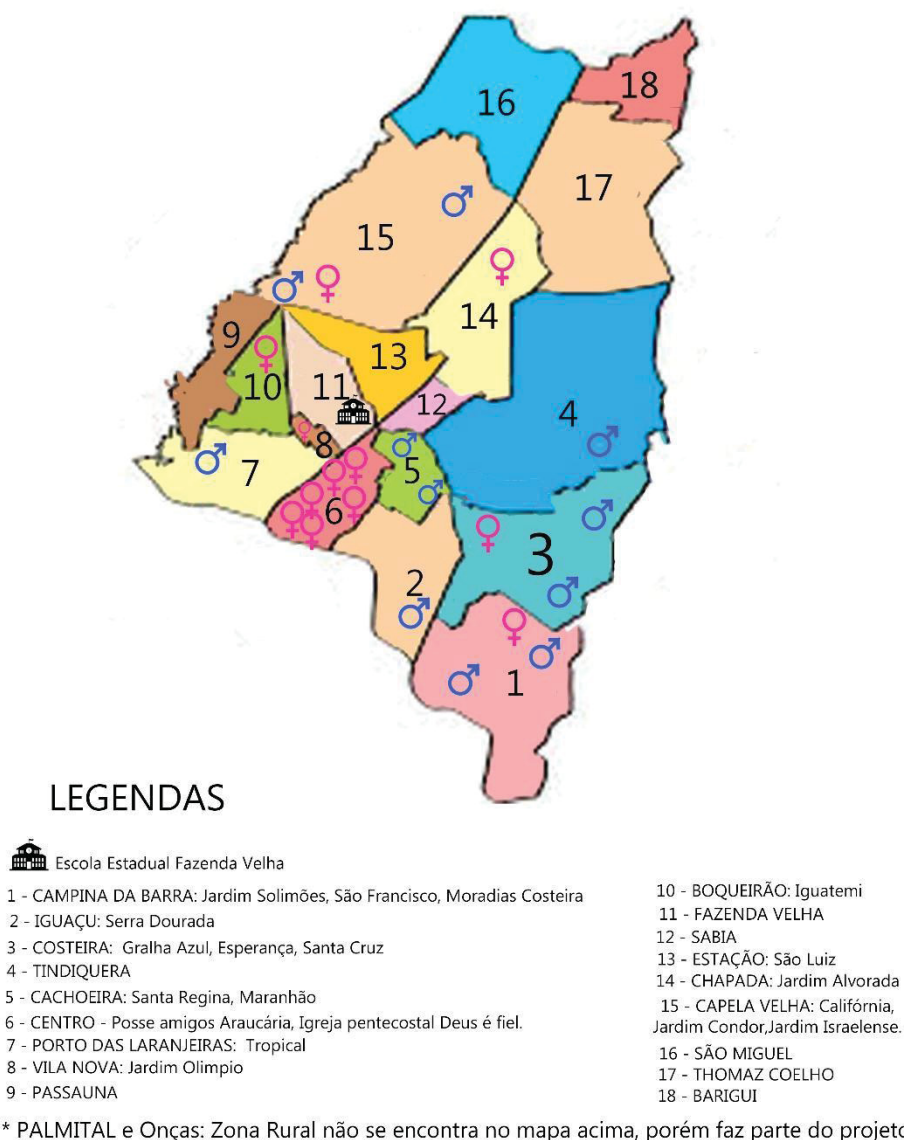 16
18
17
15
14
9
13
10
11
12
4
8
5
7
6
3
2
1
LEGENDAS
Escola Estadual Fazenda Velha
1 - CAMPINA DA BARRA: Jardim Solimões, São Francisco, Moradias Costeira
2 - IGUAÇU: Serra Dourada
3 - COSTEIRA: Gralha Azul, Esperança, Santa Cruz
4 - TINDIQUERA
5 - CACHOEIRA: Santa Regina, Maranhão
6 - CENTRO - Posse amigos Araucária, Igreja pentecostal Deus é fiel.
7 - PORTO DAS LARANJEIRAS: Tropical
8 - VILA NOVA: Jardim Olimpio
9 - PASSAUNA
10 - BOQUEIRÃO: Iguatemi
11 - FAZENDA VELHA
12 - SABIA
13 - ESTAÇÃO: São Luiz
14 - CHAPADA: Jardim Alvorada
15 - CAPELA VELHA: Califórnia,
Jardim Condor,Jardim Israelense.
16 - SÃO MIGUEL
17 - THOMAZ COELHO
18 - BARIGUI
* PALMITAL e Onças: Zona Rural não se encontra no mapa acima, porém faz parte do projeto